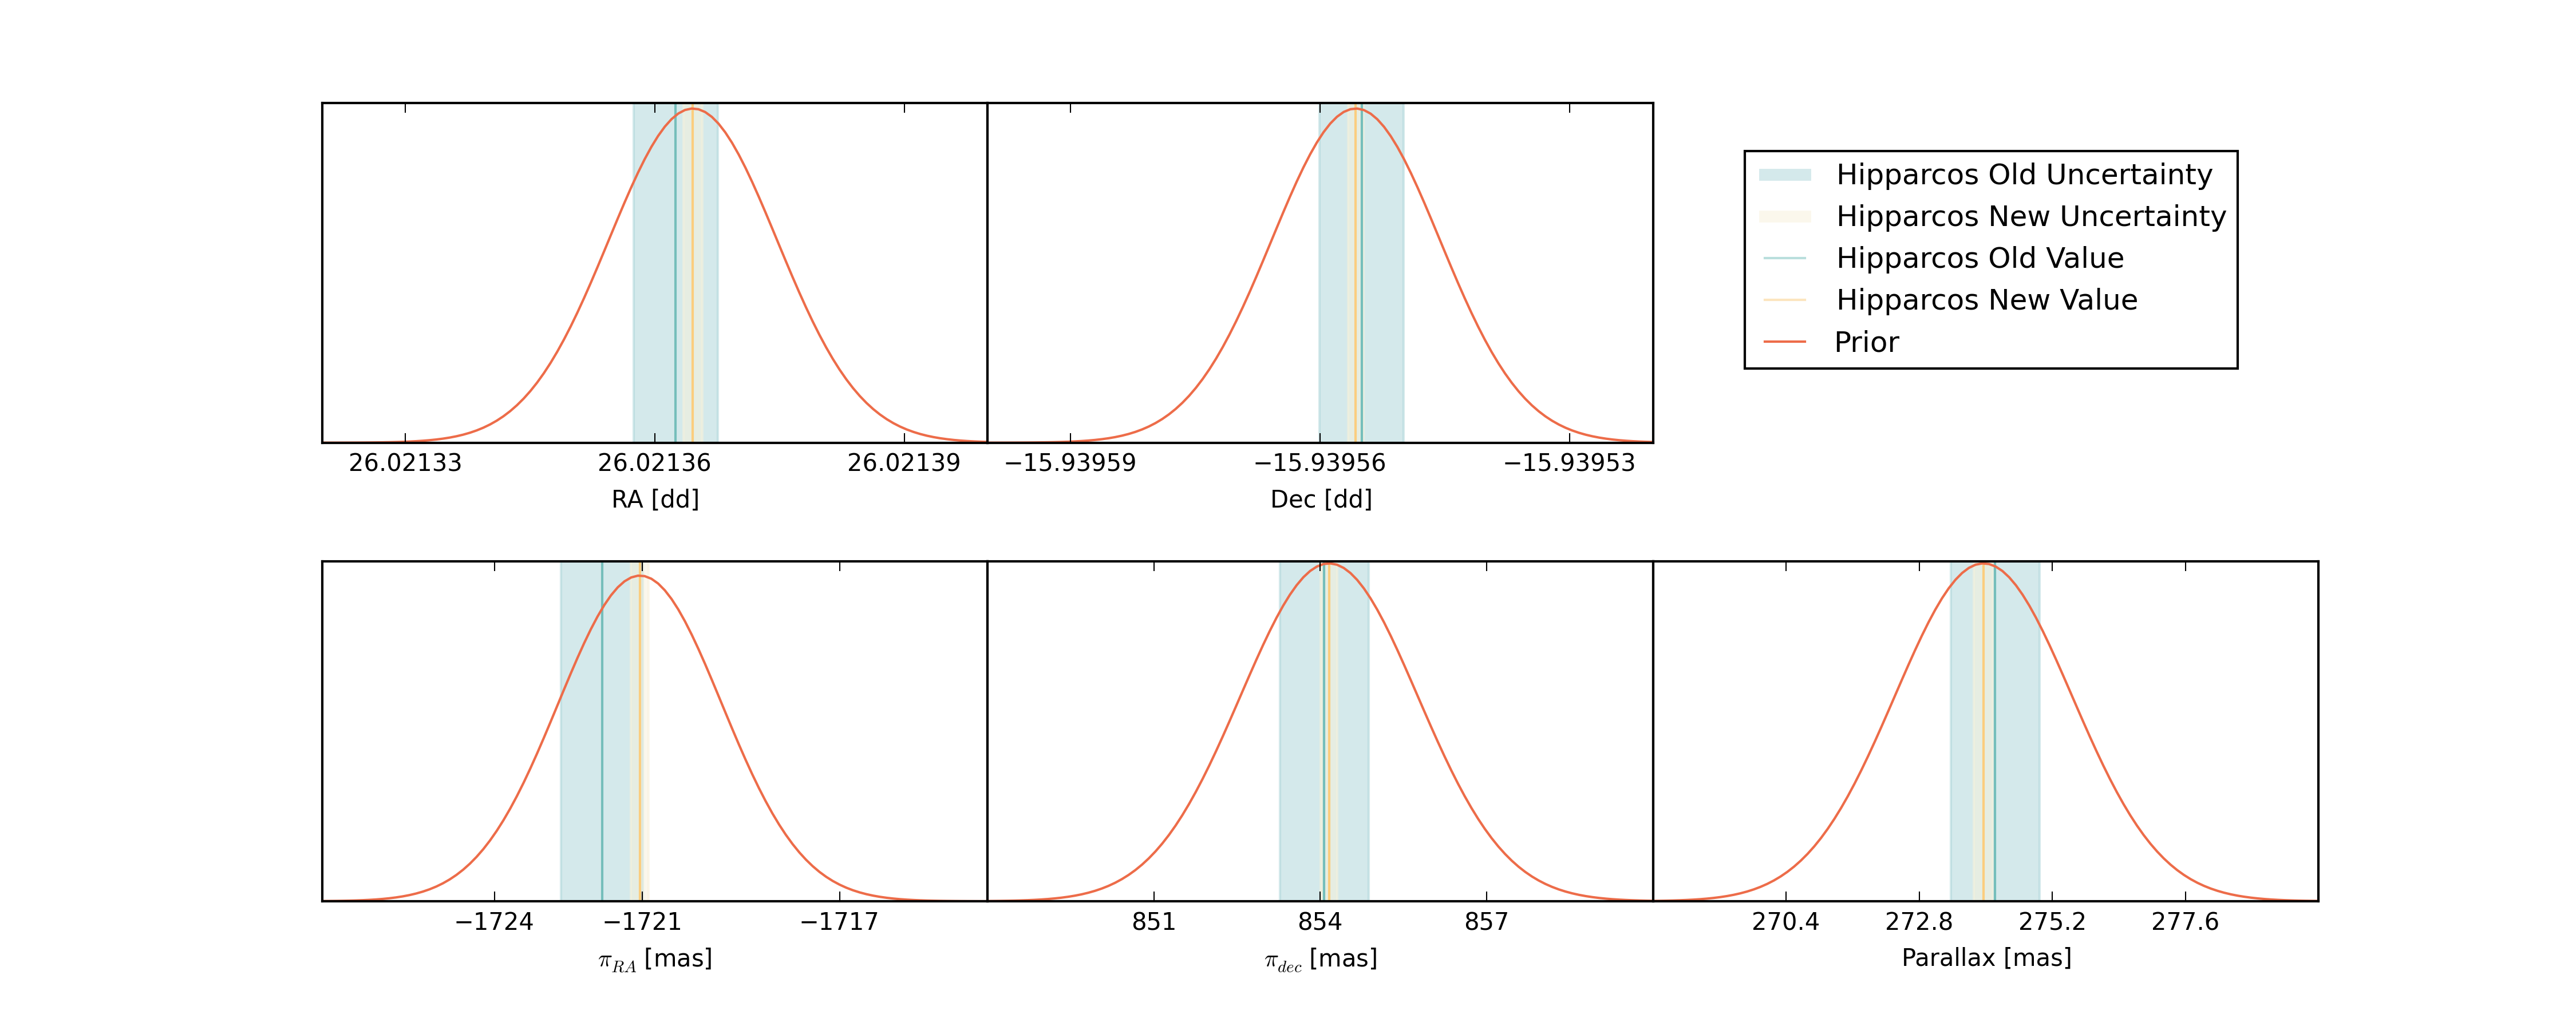 Hipparcos Old Uncertainty
Hipparcos New Uncertainty
Hipparcos Old Value
Hipparcos New Value
Prior
26.02133 26.02136 26.02139
RA [dd]
−15.93959 −15.93956 −15.93953
Dec [dd]
−1724 −1721 −1717
π_RA [mas]
851 854 857
π_dec [mas]
270.4 272.8 275.2 277.6
Parallax [mas]